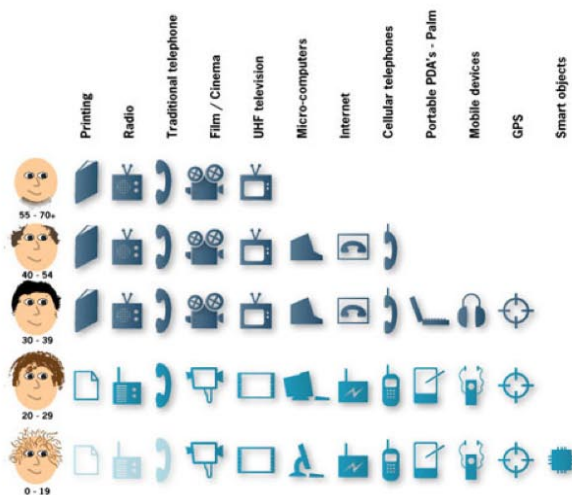 Printing
Radio
Traditional telephone
Film / Cinema
UHF television
Micro-computers
Internet
Cellular telephones
Portable PDA's - Palm
Mobile devices
GPS
Smart objects
55 - 70+
40 - 54
30 - 39
20 - 29
0 - 19